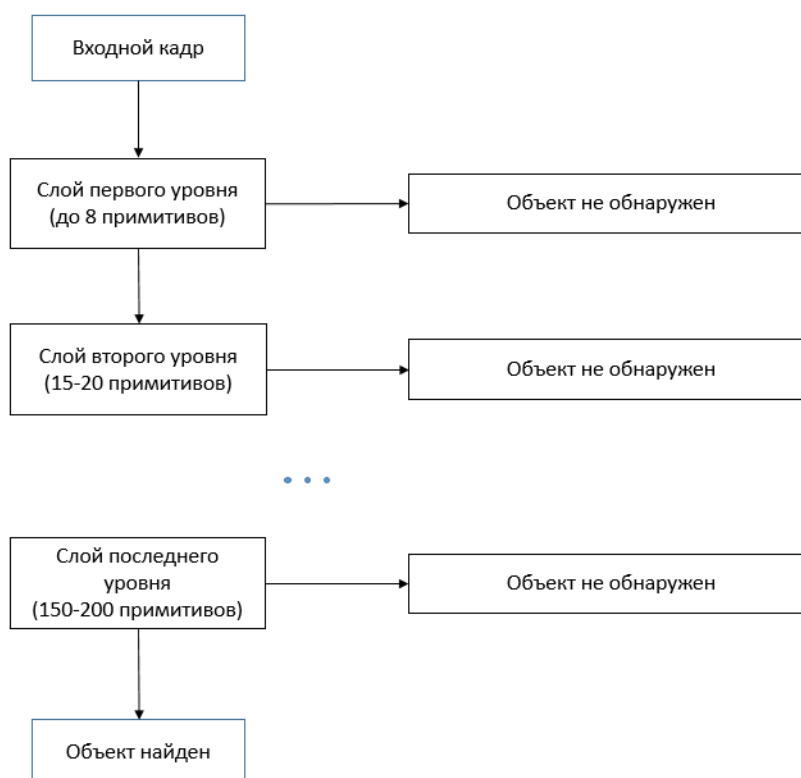 Входной кадр
Слой первого уровня
(до 8 примитивов)
Объект не обнаружен
Слой второго уровня
(15-20 примитивов)
Объект не обнаружен
Слой последнего
уровня
(150-200 примитивов)
Объект не обнаружен
Объект найден